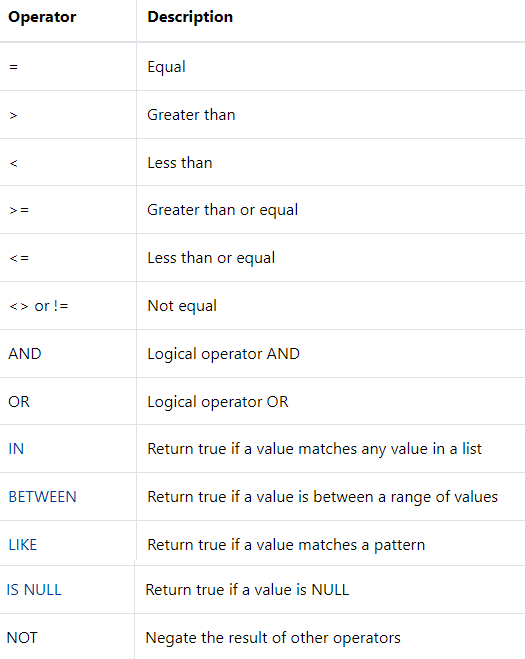 Operator Description
= Equal
> Greater than
< Less than
>= Greater than or equal
<= Less than or equal
<> or != Not equal
AND Logical operator AND
OR Logical operator OR
IN Return true if a value matches any value in a list
BETWEEN Return true if a value is between a range of values
LIKE Return true if a value matches a pattern
IS NULL Return true if a value is NULL
NOT Negate the result of other operators